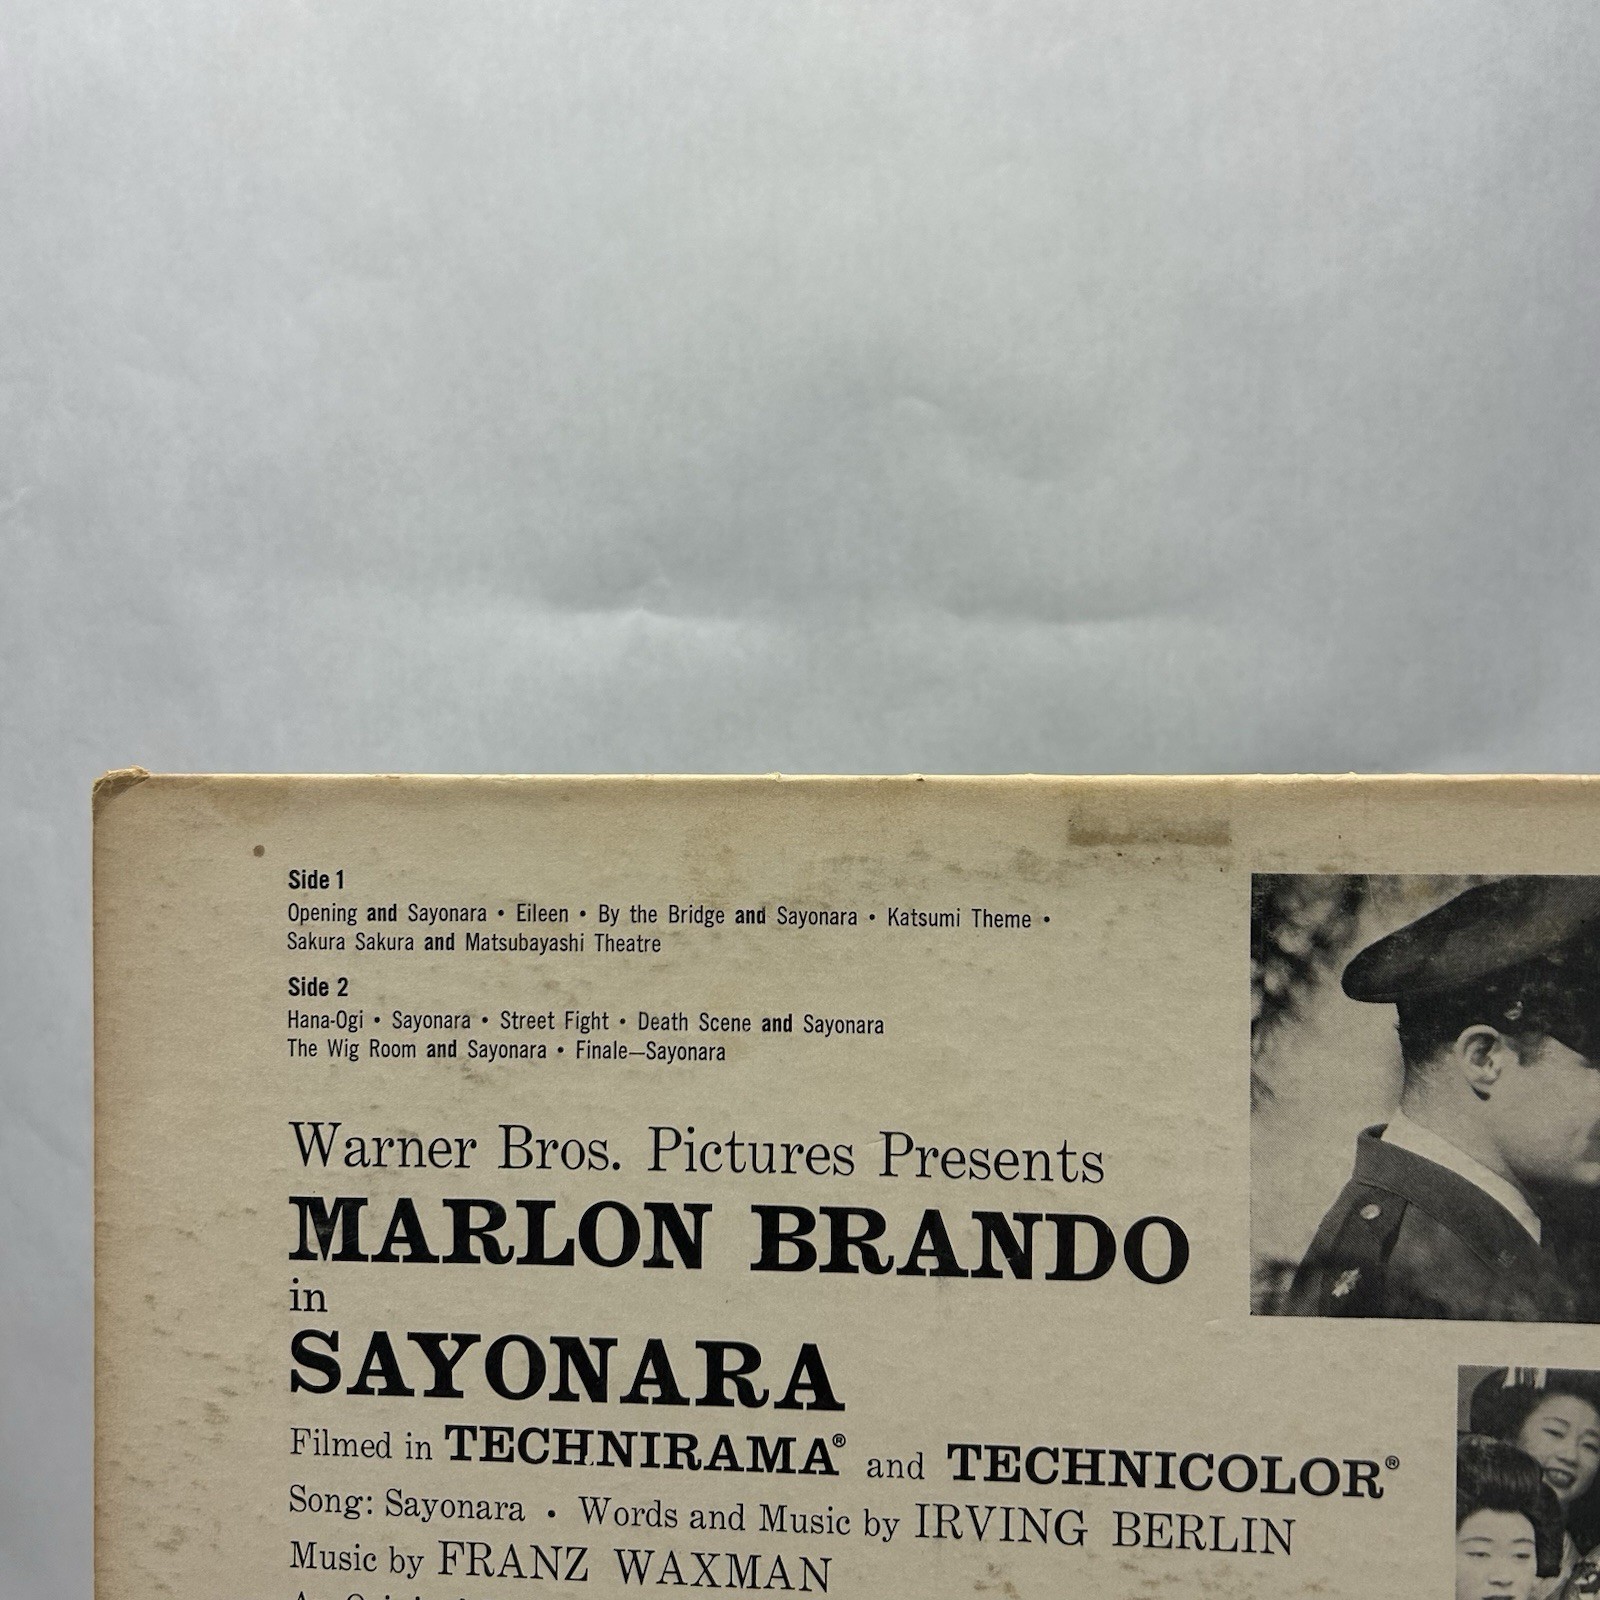 Side 1
Opening and Sayonara • Eileen • By the Bridge and Sayonara • Katsumi Theme •
Sakura Sakura and Matsubayashi Theatre
Side 2
Hana-Ogi • Sayonara • Street Fight • Death Scene and Sayonara
The Wig Room and Sayonara • Finale—Sayonara
Warner Bros. Pictures Presents
MARLON BRANDO
in
SAYONARA
Filmed in TECHNIRAMA® and TECHNICOLOR®
Song: Sayonara • Words and Music by IRVING BERLIN
Music by FRANZ WAXMAN